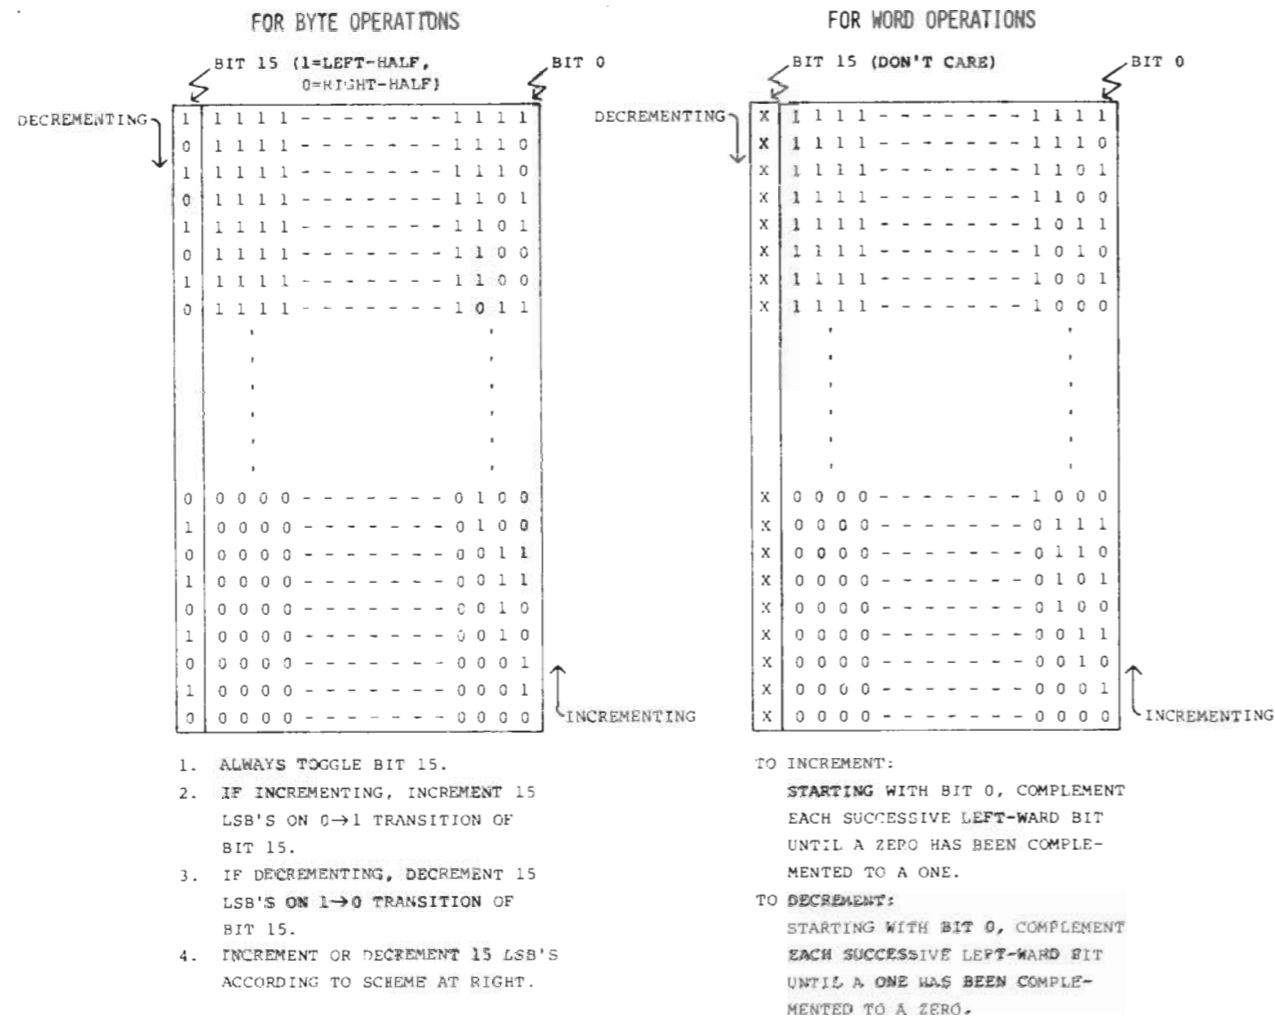 FOR BYTE OPERATIONS
BIT 15 (1=LEFT-HALF,
0=RIGHT-HALF)
BIT 0
DECREMENTING
1 1 1 1 1 - - - - - - - 1 1 1 1
0 1 1 1 1 - - - - - - - 1 1 1 0
1 1 1 1 1 - - - - - - - 1 1 1 0
0 1 1 1 1 - - - - - - - 1 1 0 1
1 1 1 1 1 - - - - - - - 1 1 0 1
0 1 1 1 1 - - - - - - - 1 1 0 0
1 1 1 1 1 - - - - - - - 1 1 0 0
0 1 1 1 1 - - - - - - - 1 0 1 1
0 0 0 0 0 - - - - - - - 0 1 0 0
1 0 0 0 0 - - - - - - - 0 1 0 0
0 0 0 0 0 - - - - - - - 0 0 1 1
1 0 0 0 0 - - - - - - - 0 0 1 1
0 0 0 0 0 - - - - - - - 0 0 1 0
1 0 0 0 0 - - - - - - - 0 0 1 0
0 0 0 0 0 - - - - - - - 0 0 0 1
1 0 0 0 0 - - - - - - - 0 0 0 1
0 0 0 0 0 - - - - - - - 0 0 0 0
INCREMENTING
1. ALWAYS TOGGLE BIT 15.
2. IF INCREMENTING, INCREMENT 15
LSB'S ON 0→1 TRANSITION OF
BIT 15.
3. IF DECREMENTING, DECREMENT 15
LSB'S ON 1→0 TRANSITION OF
BIT 15.
4. INCREMENT OR DECREMENT 15 LSB'S
ACCORDING TO SCHEME AT RIGHT.
FOR WORD OPERATIONS
BIT 15 (DON'T CARE)
BIT 0
DECREMENTING
X 1 1 1 1 - - - - - - - 1 1 1 1
X 1 1 1 1 - - - - - - - 1 1 1 0
X 1 1 1 1 - - - - - - - 1 1 0 1
X 1 1 1 1 - - - - - - - 1 1 0 0
X 1 1 1 1 - - - - - - - 1 0 1 1
X 1 1 1 1 - - - - - - - 1 0 1 0
X 1 1 1 1 - - - - - - - 1 0 0 1
X 1 1 1 1 - - - - - - - 1 0 0 0
X 0 0 0 0 - - - - - - - 1 0 0 0
X 0 0 0 0 - - - - - - - 0 1 1 1
X 0 0 0 0 - - - - - - - 0 1 1 0
X 0 0 0 0 - - - - - - - 0 1 0 1
X 0 0 0 0 - - - - - - - 0 1 0 0
X 0 0 0 0 - - - - - - - 0 0 1 1
X 0 0 0 0 - - - - - - - 0 0 1 0
X 0 0 0 0 - - - - - - - 0 0 0 1
X 0 0 0 0 - - - - - - - 0 0 0 0
INCREMENTING
TO INCREMENT:
STARTING WITH BIT 0, COMPLEMENT
EACH SUCCESSIVE LEFT-WARD BIT
UNTIL A ZERO HAS BEEN COMPLE-
MENTED TO A ONE.
TO DECREMENT:
STARTING WITH BIT 0, COMPLEMENT
EACH SUCCESSIVE LEFT-WARD BIT
UNTIL A ONE HAS BEEN COMPLE-
MENTED TO A ZERO.